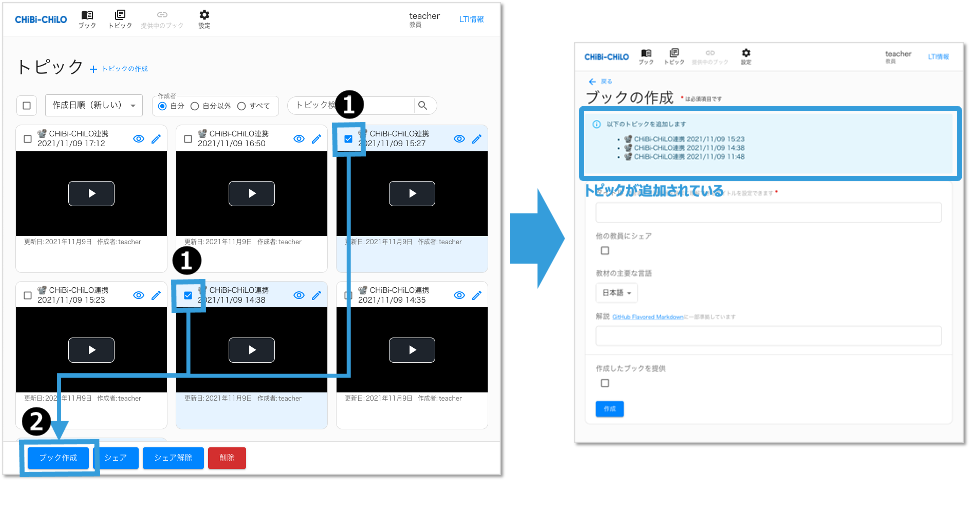 CHiBi-CHiLO
ブック
トピック
提供中のブック
設定
teacher
教員
LTI情報
トピック + トピックの作成
作成日順（新しい）
作成者
自分 自分以外 すべて
トピック検
1
CHiBi-CHiLO連携
2021/11/09 17:12
CHiBi-CHiLO連携
2021/11/09 16:50
CHiBi-CHiLO連携
2021/11/09 15:27
更新日:2021年11月9日 作成者:teacher
更新日:2021年11月9日 作成者:teacher
更新日:2021年11月9日 作成者:teacher
1
CHiBi-CHiLO連携
2021/11/09 15:23
CHiBi-CHiLO連携
2021/11/09 14:38
CHiBi-CHiLO連携
2021/11/09 14:35
更新日:2021年11月9日 作成者:teacher
更新日:2021年11月9日 作成者:teacher
更新日:2021年11月9日 作成者:teacher
2
ブック作成
シェア
シェア解除
削除
CHiBi-CHiLO
ブック
トピック
提供中のブック
設定
teacher
教員
LTI情報
戻る
ブックの作成 * は必須項目です
以下のトピックを追加します
CHiBi-CHiLO連携 2021/11/09 15:23
CHiBi-CHiLO連携 2021/11/09 14:38
CHiBi-CHiLO連携 2021/11/09 11:48
トピックが追加されている
トルを設定できます *
他の教員にシェア
教材の主要な言語
日本語
解説 GitHub Flavored Markdownに一部準拠しています
作成したブックを提供
作成